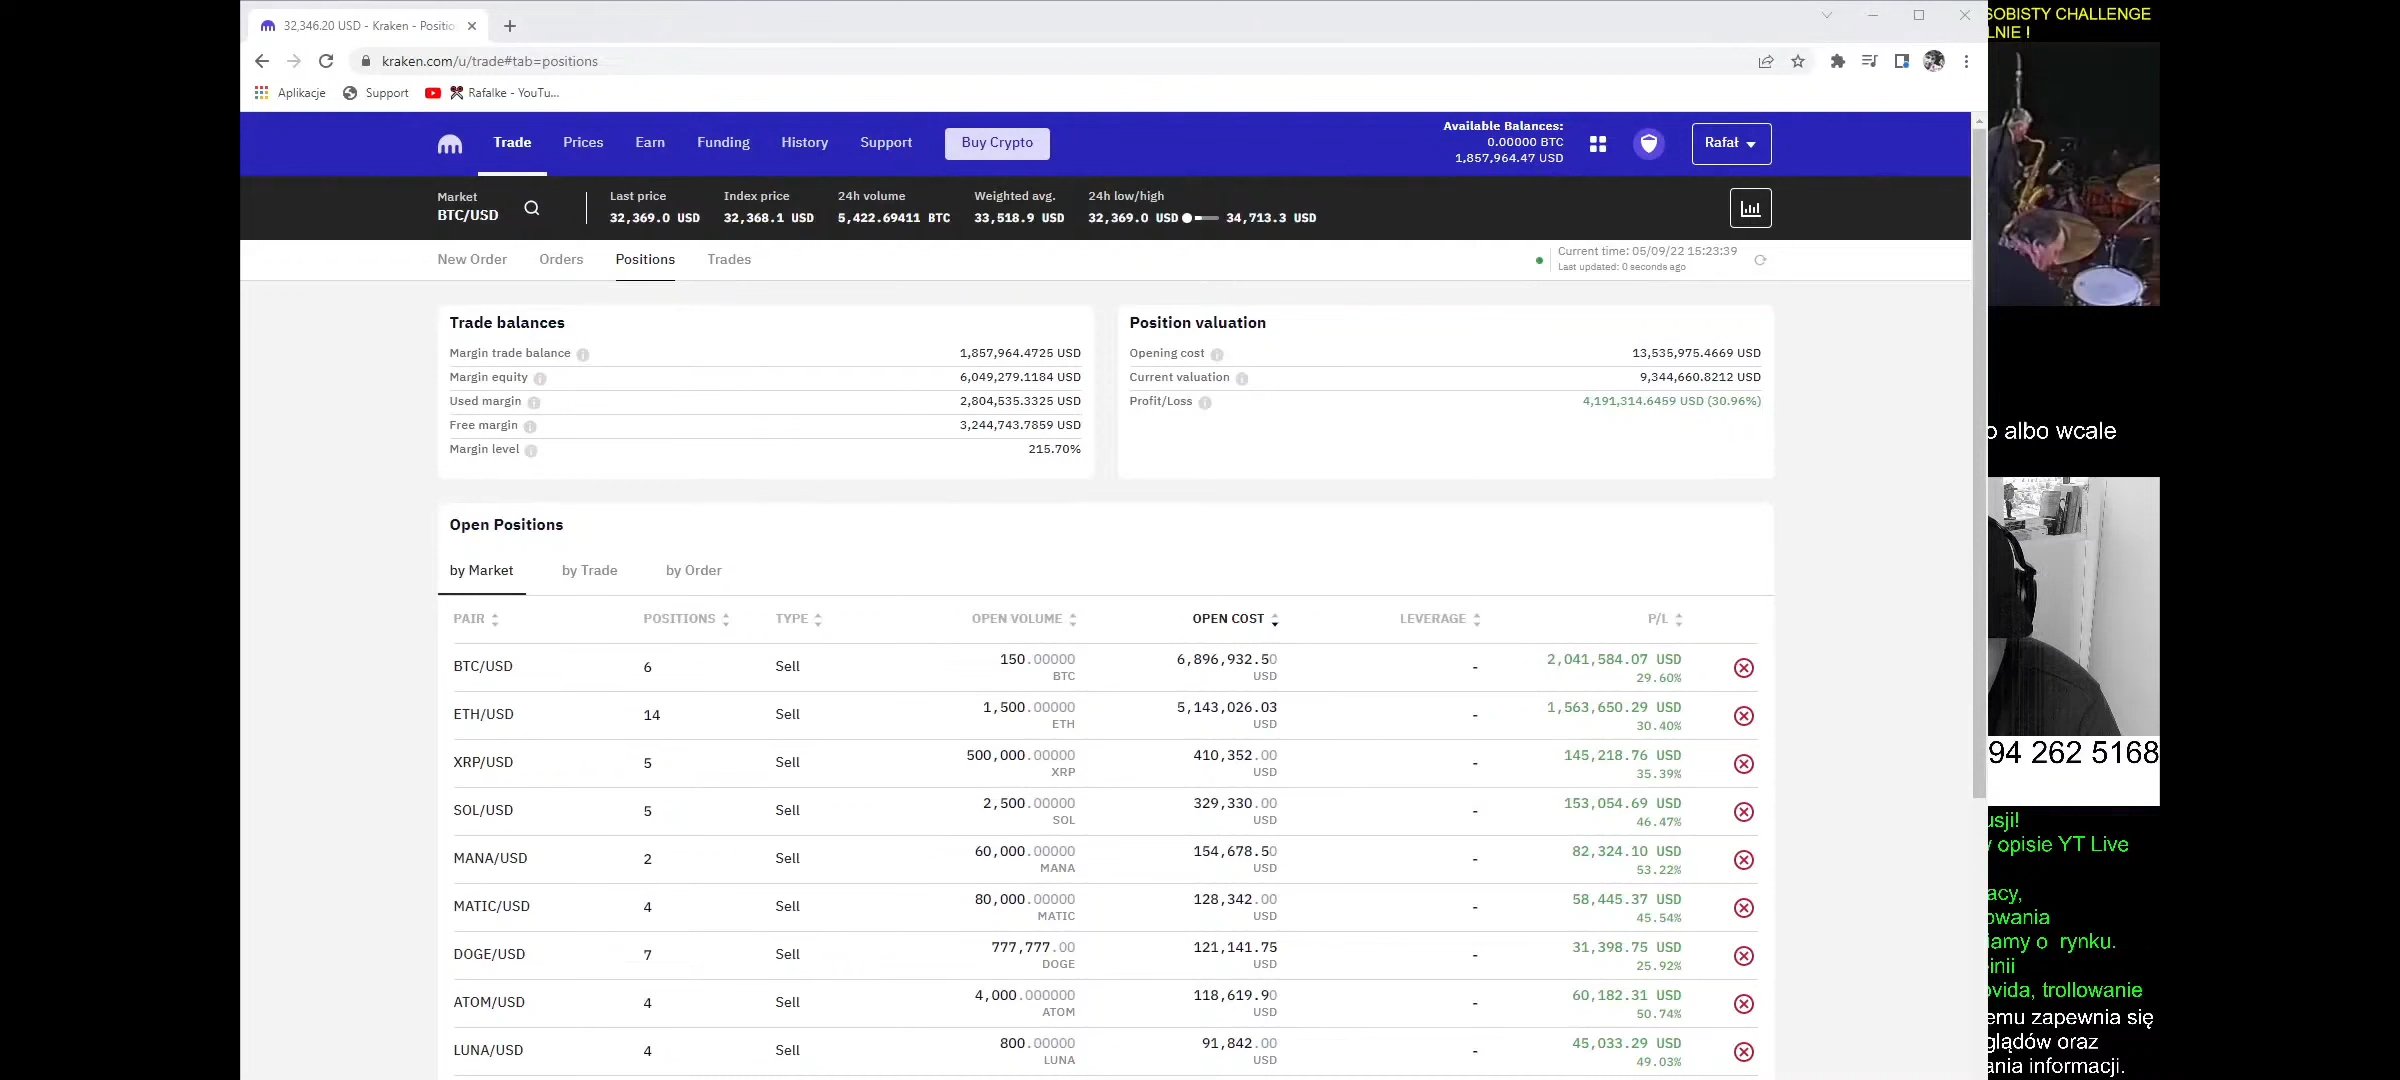 32,346.20 USD - Kraken - Positio
kraken.com/u/trade#tab=positions
Aplikacje Support Rafalke - YouTu...
Trade Prices Earn Funding History Support Buy Crypto
Available Balances:
0.00000 BTC
1,857,964.47 USD
Rafał
Market
BTC/USD
Last price Index price 24h volume Weighted avg. 24h low/high
32,369.0 USD 32,368.1 USD 5,422.69411 BTC 33,518.9 USD 32,369.0 USD 34,713.3 USD
New Order Orders Positions Trades
Current time: 05/09/22 15:23:39
Last updated: 0 seconds ago
Trade balances
Margin trade balance 1,857,964.4725 USD
Margin equity 6,049,279.1184 USD
Used margin 2,804,535.3325 USD
Free margin 3,244,743.7859 USD
Margin level 215.70%
Position valuation
Opening cost 13,535,975.4669 USD
Current valuation 9,344,660.8212 USD
Profit/Loss 4,191,314.6459 USD (30.96%)
Open Positions
by Market by Trade by Order
PAIR POSITIONS TYPE OPEN VOLUME OPEN COST LEVERAGE P/L
BTC/USD 6 Sell 150.00000 6,896,932.50 - 2,041,584.07 USD
BTC USD 29.60%
ETH/USD 14 Sell 1,500.00000 5,143,026.03 - 1,563,650.29 USD
ETH USD 30.40%
XRP/USD 5 Sell 500,000.00000 410,352.00 - 145,218.76 USD
XRP USD 35.39%
SOL/USD 5 Sell 2,500.00000 329,330.00 - 153,054.69 USD
SOL USD 46.47%
MANA/USD 2 Sell 60,000.00000 154,678.50 - 82,324.10 USD
MANA USD 53.22%
MATIC/USD 4 Sell 80,000.00000 128,342.00 - 58,445.37 USD
MATIC USD 45.54%
DOGE/USD 7 Sell 777,777.00 121,141.75 - 31,398.75 USD
DOGE USD 25.92%
ATOM/USD 4 Sell 4,000.000000 118,619.90 - 60,182.31 USD
ATOM USD 50.74%
LUNA/USD 4 Sell 800.00000 91,842.00 - 45,033.29 USD
LUNA USD 49.03%
SOBISTY CHALLENGE
LNIE !
o albo wcale
94 262 5168
usji!
w opisie YT Live
acy,
owania
iamy o rynku.
inii
ovida, trollowanie
emu zapewnia się
glądów oraz
ania informacji.